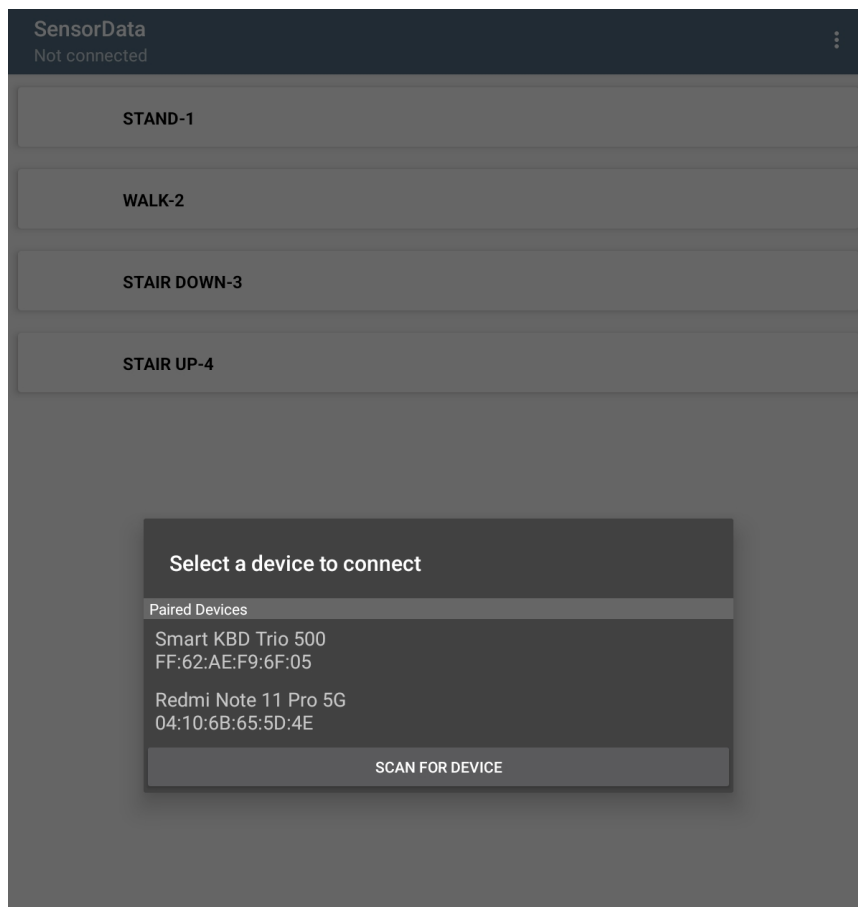 SensorData
Not connected
STAND-1
WALK-2
STAIR DOWN-3
STAIR UP-4
Select a device to connect
Paired Devices
Smart KBD Trio 500
FF:62:AE:F9:6F:05
Redmi Note 11 Pro 5G
04:10:6B:65:5D:4E
SCAN FOR DEVICE